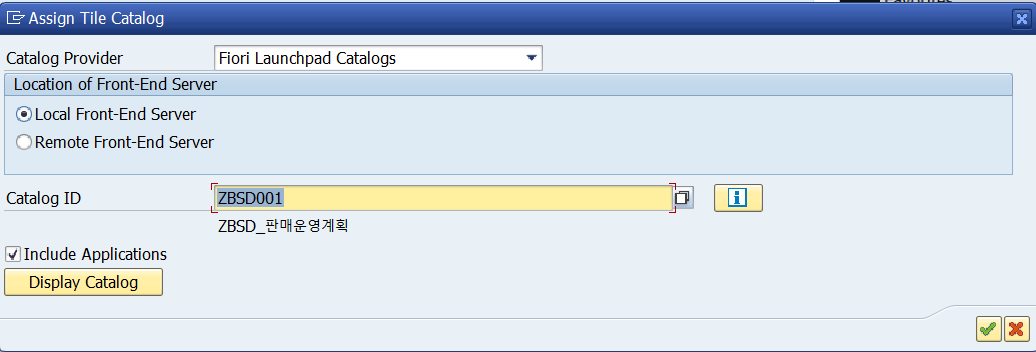 Assign Tile Catalog
Catalog Provider Fiori Launchpad Catalogs
Location of Front-End Server
Local Front-End Server
Remote Front-End Server
Catalog ID ZBSD001
ZBSD_판매운영계획
Include Applications
Display Catalog